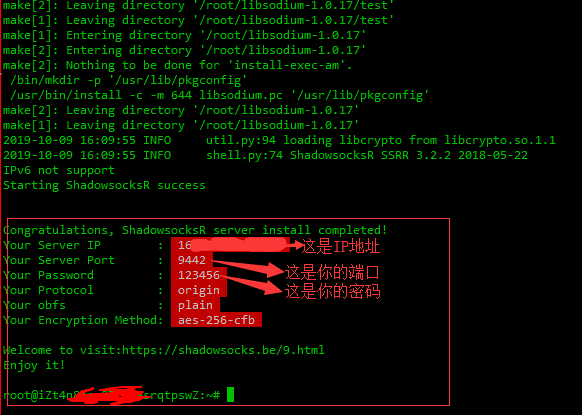 make[2]: Leaving directory '/root/libsodium-1.0.17/test'
make[1]: Leaving directory '/root/libsodium-1.0.17/test'
make[1]: Entering directory '/root/libsodium-1.0.17'
make[2]: Entering directory '/root/libsodium-1.0.17'
make[2]: Nothing to be done for 'install-exec-am'.
/bin/mkdir -p '/usr/lib/pkgconfig'
/usr/bin/install -c -m 644 libsodium.pc '/usr/lib/pkgconfig'
make[2]: Leaving directory '/root/libsodium-1.0.17'
make[1]: Leaving directory '/root/libsodium-1.0.17'
2019-10-09 16:09:55 INFO util.py:94 loading libcrypto from libcrypto.so.1.1
2019-10-09 16:09:55 INFO shell.py:74 ShadowsocksR SSRR 3.2.2 2018-05-22
IPv6 not support
Starting ShadowsocksR success
Congratulations, ShadowsocksR server install completed!
Your Server IP : 16 这是IP地址
Your Server Port : 9442 这是你的端口
Your Password : 123456 这是你的密码
Your Protocol : origin
Your obfs : plain
Your Encryption Method: aes-256-cfb
Welcome to visit:https://shadowsocks.be/9.html
Enjoy it!
:~#